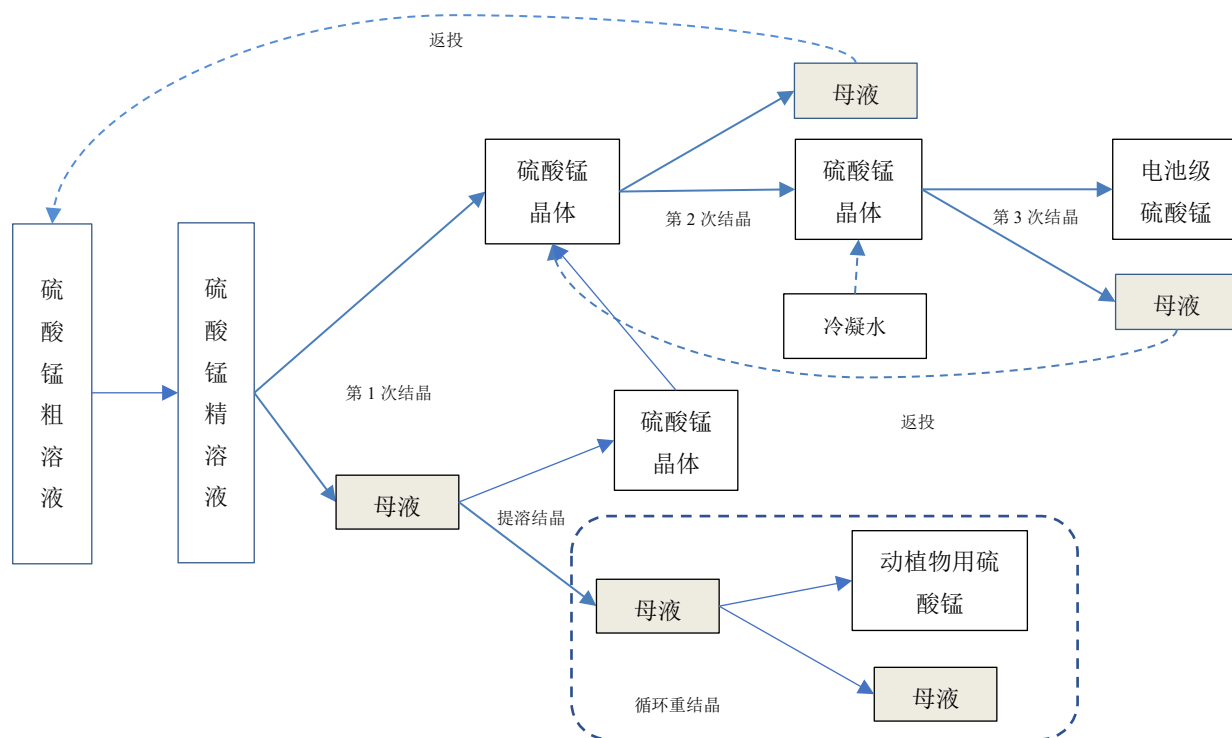 返投
母液
硫酸锰
晶体
第 2 次结晶
硫酸锰
晶体
第 3 次结晶
电池级
硫酸锰
母液
冷凝水
返投
硫
酸
锰
粗
溶
液
硫
酸
锰
精
溶
液
第 1 次结晶
硫酸锰
晶体
母液
提溶结晶
母液
动植物用硫
酸锰
母液
循环重结晶